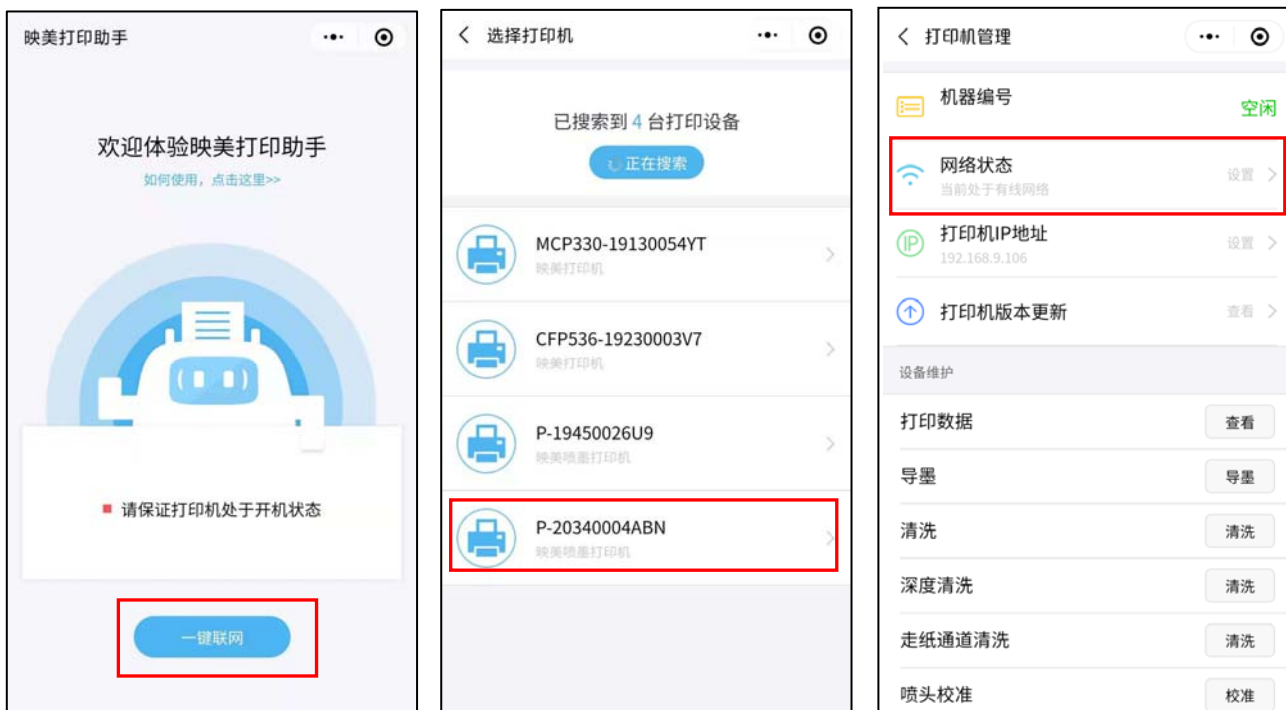 映美打印助手
欢迎体验映美打印助手
如何使用，点击这里>>
请保证打印机处于开机状态
一键联网
选择打印机
已搜索到 4 台打印设备
正在搜索
MCP330-19130054YT
映美打印机
CFP536-19230003V7
映美打印机
P-19450026U9
映美喷墨打印机
P-20340004ABN
映美喷墨打印机
打印机管理
机器编号
空闲
网络状态
设置
当前处于有线网络
IP
打印机IP地址
设置
192.168.9.106
打印机版本更新
查看
设备维护
打印数据
查看
导墨
导墨
清洗
清洗
深度清洗
清洗
走纸通道清洗
清洗
喷头校准
校准